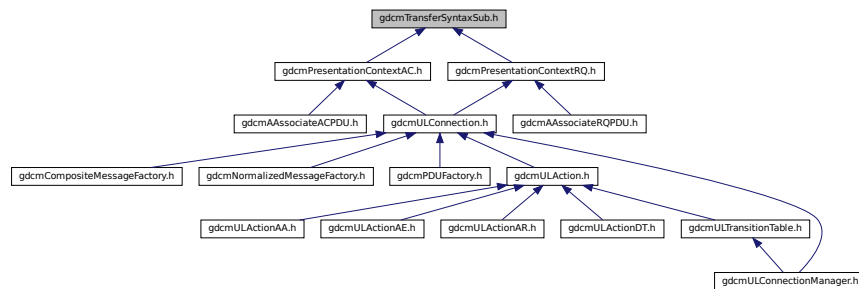 gdcmTransferSyntaxSub.h
gdcmPresentationContextAC.h
gdcmPresentationContextRQ.h
gdcmAAssociateACPDU.h
gdcmULConnection.h
gdcmAAssociateRQPDU.h
gdcmCompositeMessageFactory.h
gdcmNormalizedMessageFactory.h
gdcmPDUFactory.h
gdcmULAction.h
gdcmULActionAA.h
gdcmULActionAE.h
gdcmULActionAR.h
gdcmULActionDT.h
gdcmULTransitionTable.h
gdcmULConnectionManager.h